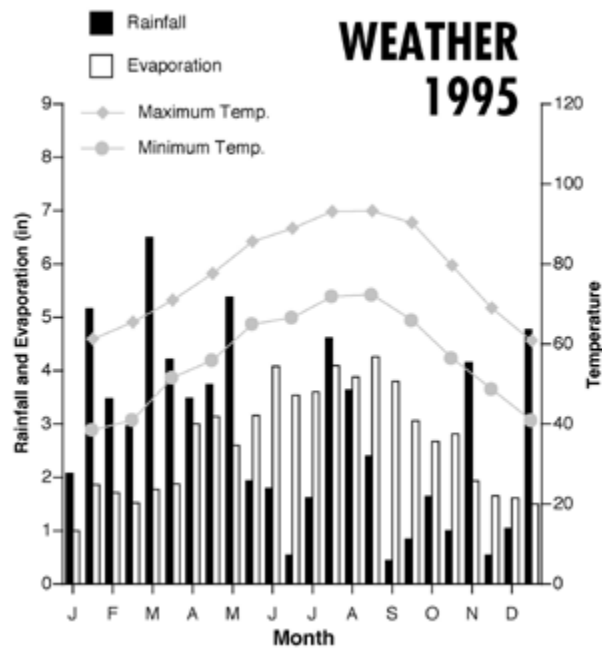 Rainfall
Evaporation
Maximum Temp.
Minimum Temp.
WEATHER
1995
9
8
7
6
5
4
3
2
1
0
Rainfall and Evaporation (in)
120
100
80
60
40
20
0
Temperature
J F M A M J J A S O N D
Month